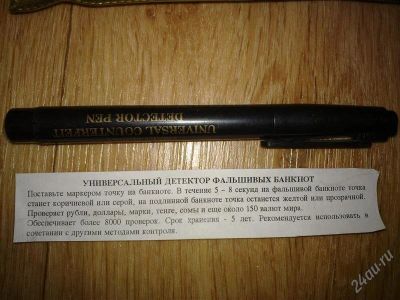 UNIVERSAL COUNTERFEIT
DETECTOR PEN
УНИВЕРСАЛЬНЫЙ ДЕТЕКТОР ФАЛЬШИВЫХ БАНКНОТ
Поставьте маркером точку на банкноте. В течение 5 – 8 секунд на фальшивой банкноте точка
станет коричневой или серой, на подлинной банкноте точка останется желтой или прозрачной.
Проверяет рубли, доллары, марки, тенге, сомы и еще около 150 валют мира.
Обеспечивает более 8000 проверок. Срок хранения - 5 лет. Рекомендуется использовать в
сочетании с другими методами контроля.
24au.ru